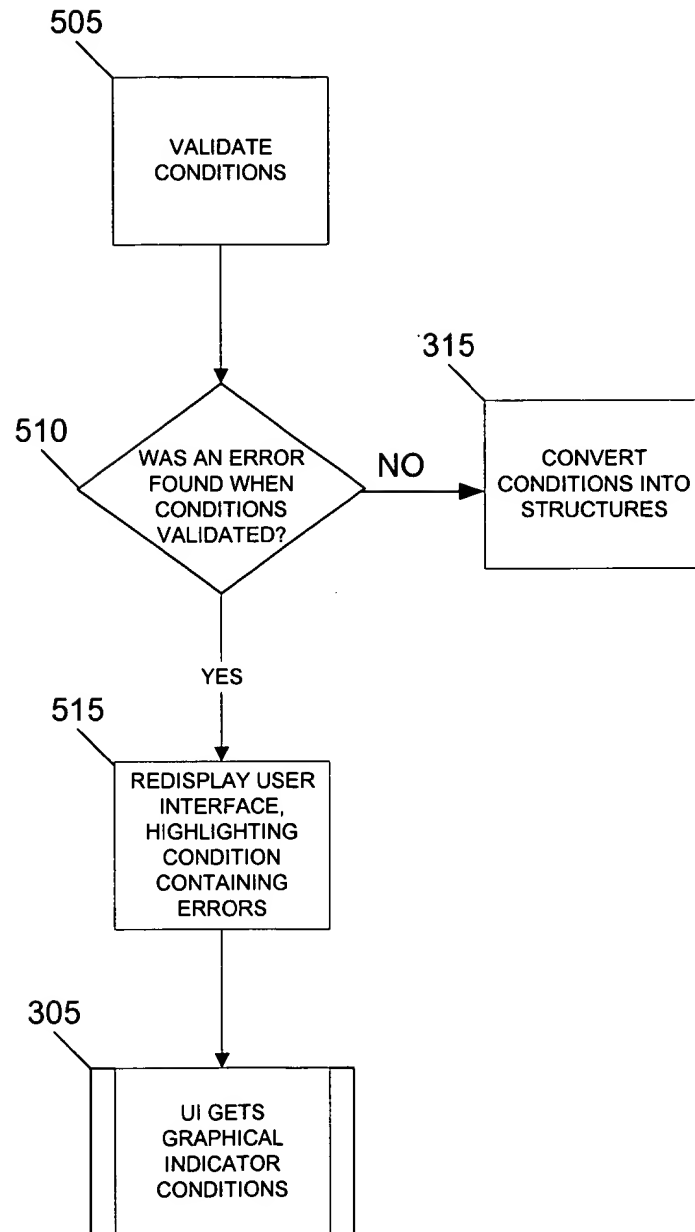 505
VALIDATE
CONDITIONS
315
510
WAS AN ERROR
FOUND WHEN
CONDITIONS
VALIDATED?
NO
CONVERT
CONDITIONS INTO
STRUCTURES
YES
515
REDISPLAY USER
INTERFACE,
HIGHLIGHTING
CONDITION
CONTAINING
ERRORS
305
UI GETS
GRAPHICAL
INDICATOR
CONDITIONS